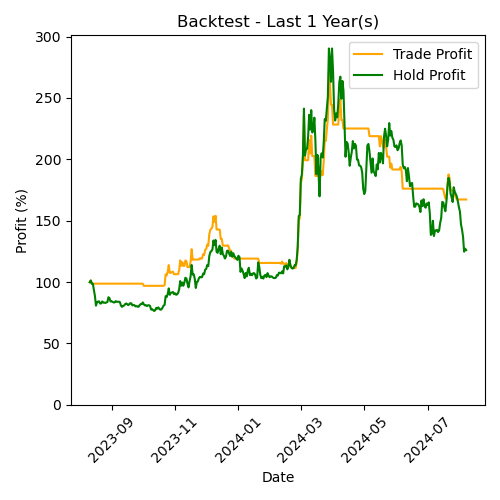 Backtest - Last 1 Year(s)
Trade Profit
Hold Profit
Profit (%)
300
250
200
150
100
50
0
2023-09
2023-11
2024-01
2024-03
2024-05
2024-07
Date